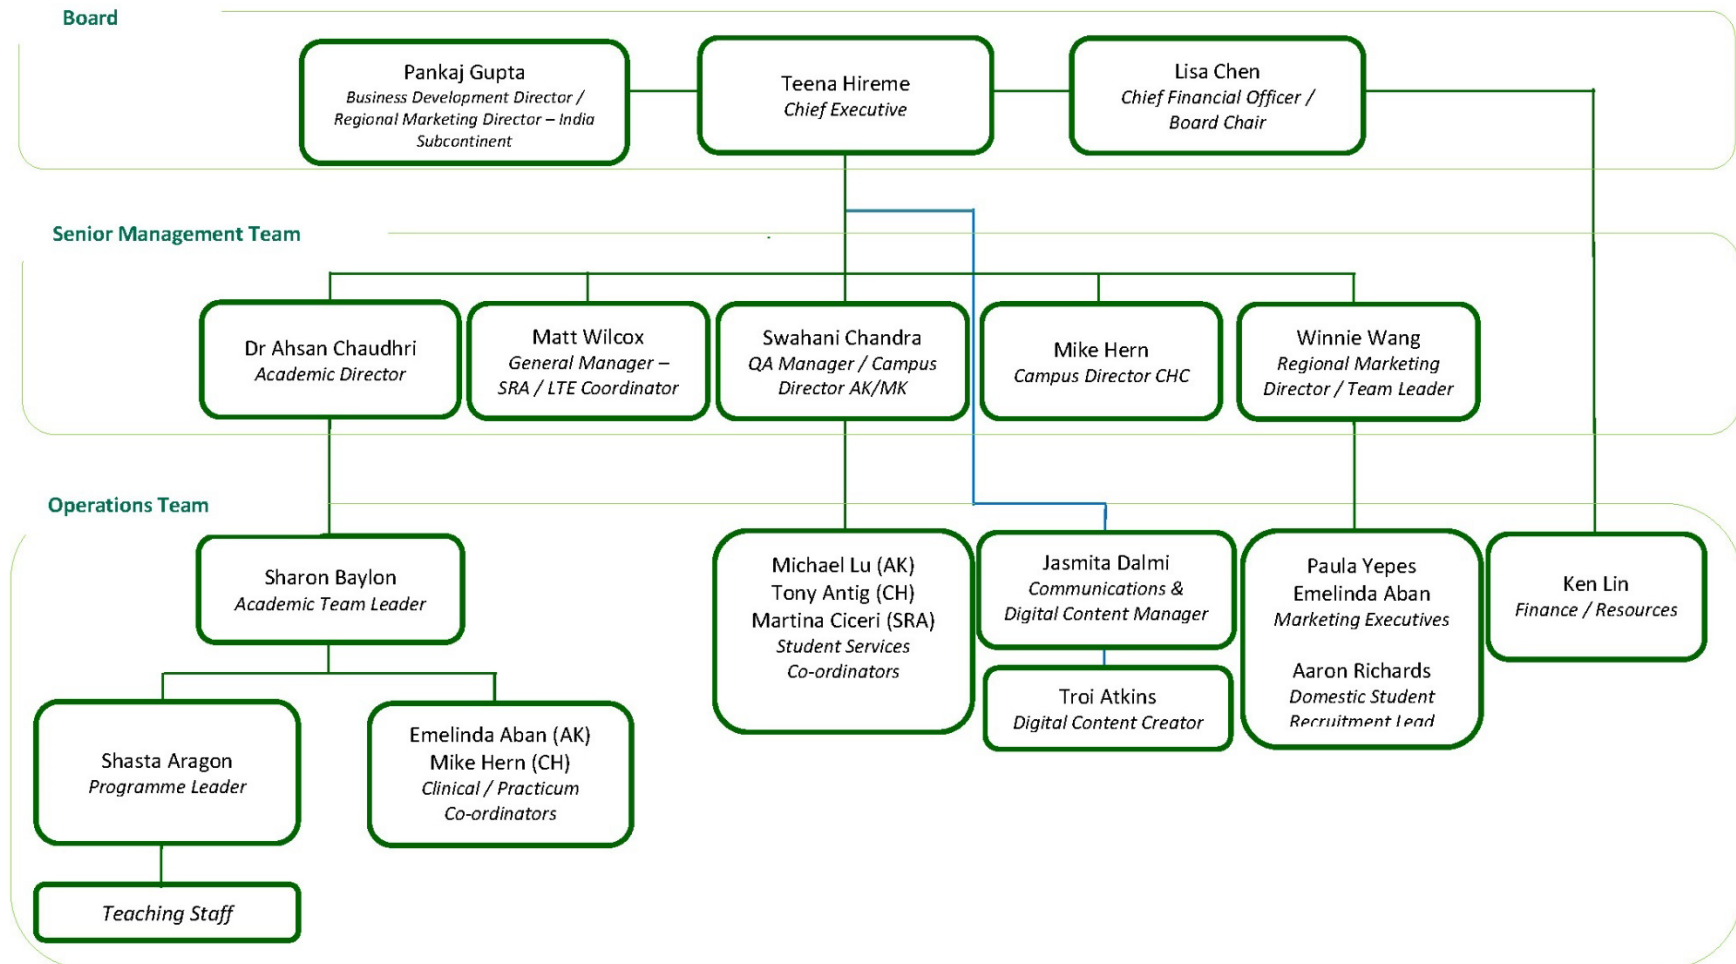 Board
Pankaj Gupta
Business Development Director /
Regional Marketing Director – India
Subcontinent
Teena Hireme
Chief Executive
Lisa Chen
Chief Financial Officer /
Board Chair
Senior Management Team
Dr Ahsan Chaudhri
Academic Director
Matt Wilcox
General Manager –
SRA / LTE Coordinator
Swahani Chandra
QA Manager / Campus
Director AK/MK
Mike Hern
Campus Director CHC
Winnie Wang
Regional Marketing
Director / Team Leader
Operations Team
Sharon Baylon
Academic Team Leader
Michael Lu (AK)
Tony Antig (CH)
Martina Ciceri (SRA)
Student Services
Co-ordinators
Jasmita Dalmi
Communications &
Digital Content Manager
Troi Atkins
Digital Content Creator
Paula Yepes
Emelinda Aban
Marketing Executives
Aaron Richards
Domestic Student
Recruitment Lead
Ken Lin
Finance / Resources
Shasta Aragon
Programme Leader
Emelinda Aban (AK)
Mike Hern (CH)
Clinical / Practicum
Co-ordinators
Teaching Staff